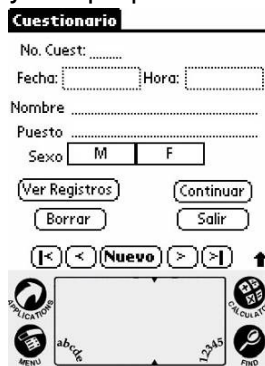 Cuestionario
No. Cuest:
Fecha: Hora:
Nombre
Puesto
Sexo M F
Ver Registros Continuar
Borrar Salir
|< < Nuevo > >|
APPLICATIONS CALCULATOR
MENU abcde 12345 FIND